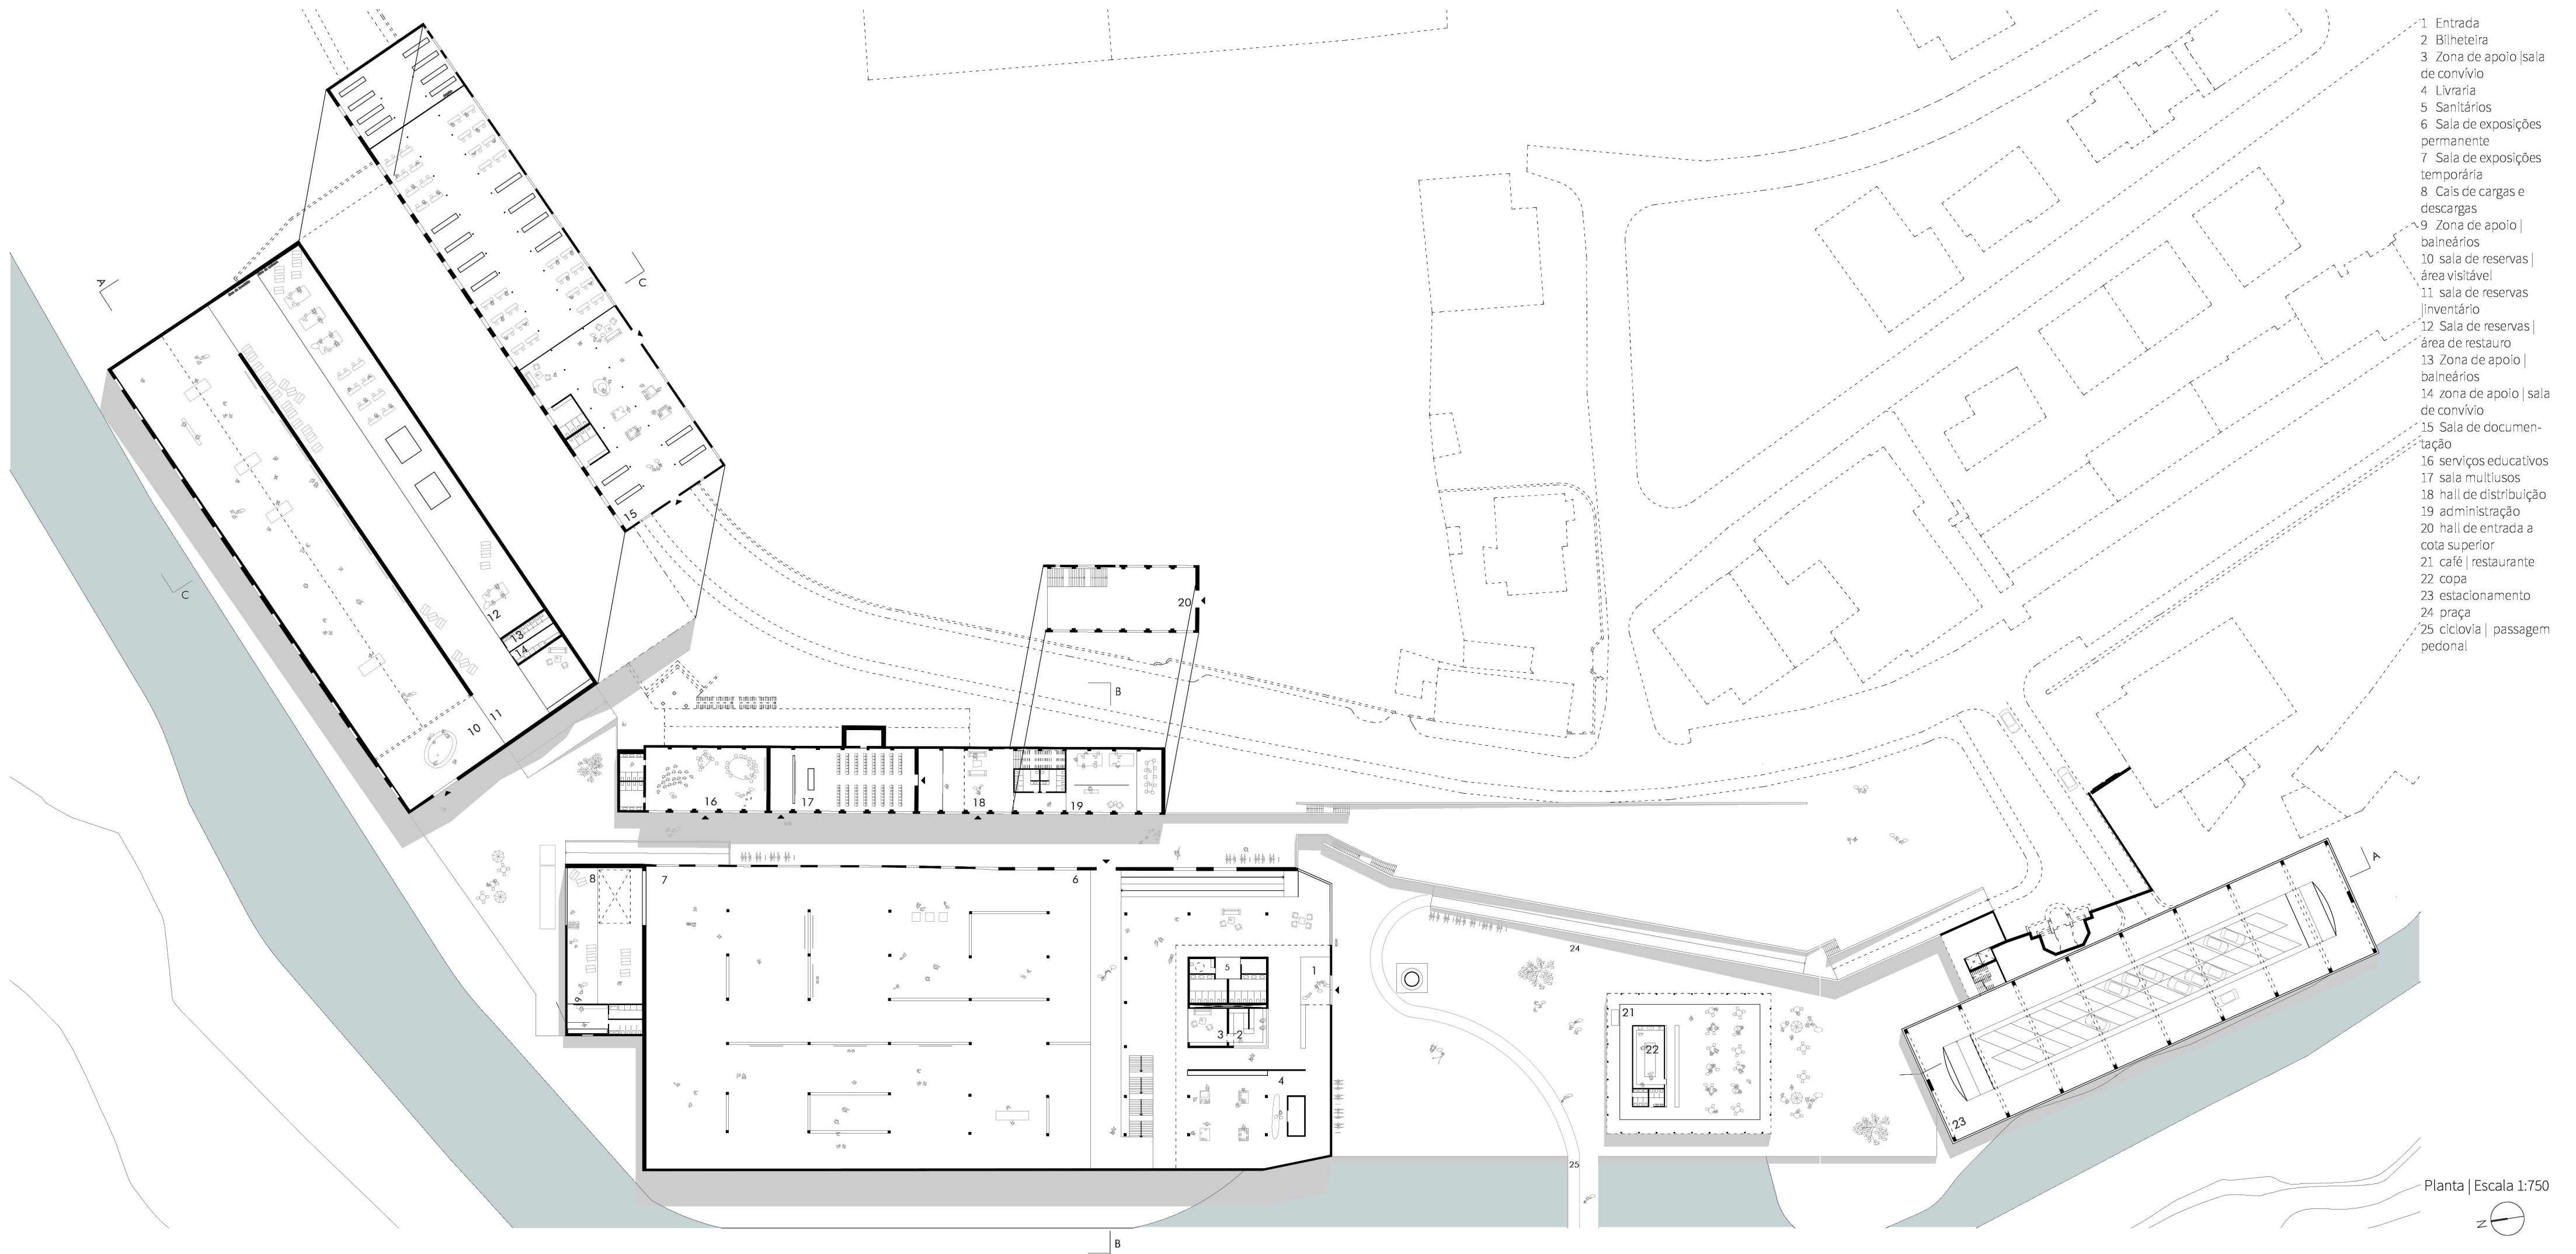 1 Entrada
2 Bilheteira
3 Zona de apoio |sala
de convívio
4 Livraria
5 Sanitários
6 Sala de exposições
permanente
7 Sala de exposições
temporária
8 Cais de cargas e
descargas
9 Zona de apoio |
balneários
10 sala de reservas |
área visitável
11 sala de reservas
|inventário
12 Sala de reservas |
área de restauro
13 Zona de apoio |
balneários
14 zona de apoio | sala
de convívio
15 Sala de documen-
tação
16 serviços educativos
17 sala multiusos
18 hall de distribuição
19 administração
20 hall de entrada a
cota superior
21 café | restaurante
22 copa
23 estacionamento
24 praça
25 ciclovia | passagem
pedonal
Planta | Escala 1:750
N
A
C
C
15
20
B
12
13
14
11
10
16
17
18
19
A
8
7
6
24
5
1
9
3
2
21
22
4
23
25
B